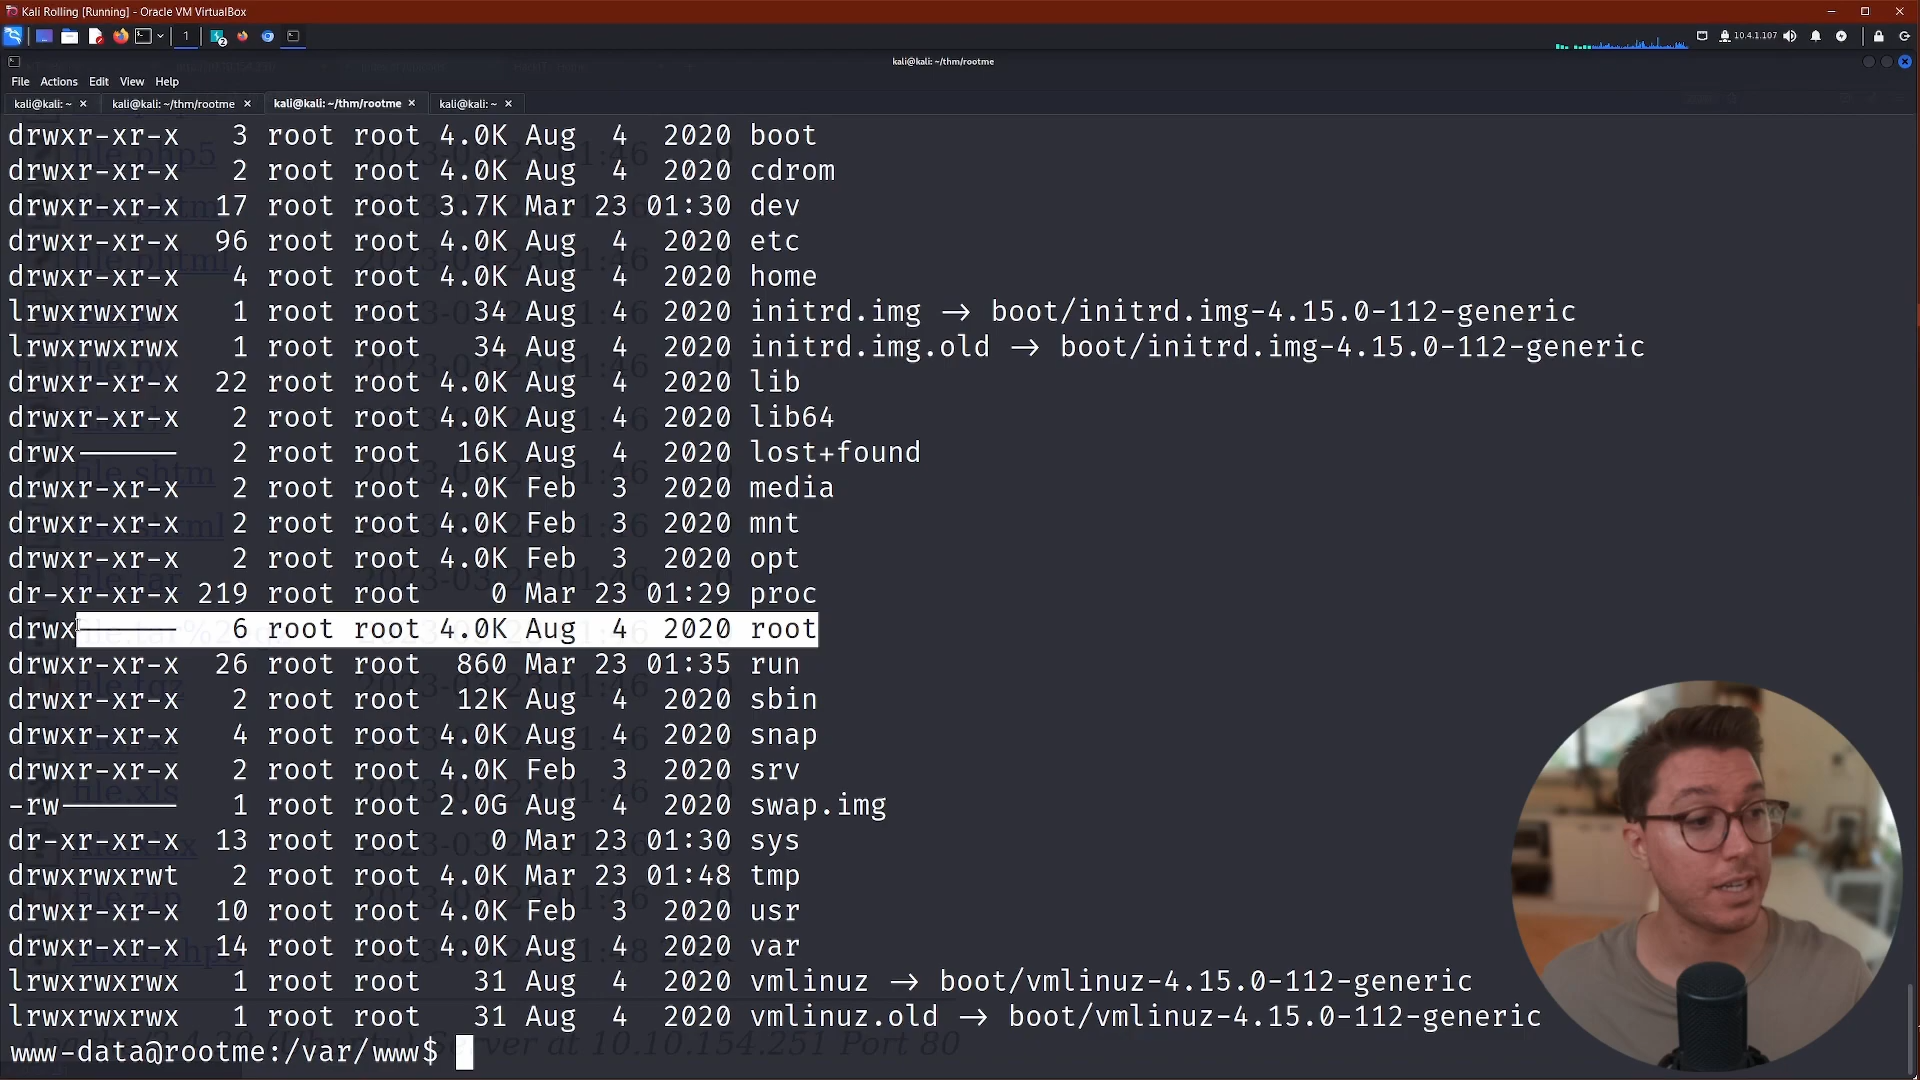 Kali Rolling [Running] - Oracle VM VirtualBox
1
2
10.4.1.107
kali@kali: ~/thm/rootme
File Actions Edit View Help
kali@kali: ~ × kali@kali: ~/thm/rootme × kali@kali: ~/thm/rootme × kali@kali: ~ ×
drwxr-xr-x 3 root root 4.0K Aug 4 2020 boot
drwxr-xr-x 2 root root 4.0K Aug 4 2020 cdrom
drwxr-xr-x 17 root root 3.7K Mar 23 01:30 dev
drwxr-xr-x 96 root root 4.0K Aug 4 2020 etc
drwxr-xr-x 4 root root 4.0K Aug 4 2020 home
lrwxrwxrwx 1 root root 34 Aug 4 2020 initrd.img -> boot/initrd.img-4.15.0-112-generic
lrwxrwxrwx 1 root root 34 Aug 4 2020 initrd.img.old -> boot/initrd.img-4.15.0-112-generic
drwxr-xr-x 22 root root 4.0K Aug 4 2020 lib
drwxr-xr-x 2 root root 4.0K Aug 4 2020 lib64
drwx------ 2 root root 16K Aug 4 2020 lost+found
drwxr-xr-x 2 root root 4.0K Feb 3 2020 media
drwxr-xr-x 2 root root 4.0K Feb 3 2020 mnt
drwxr-xr-x 2 root root 4.0K Feb 3 2020 opt
dr-xr-xr-x 219 root root 0 Mar 23 01:29 proc
drwx------ 6 root root 4.0K Aug 4 2020 root
drwxr-xr-x 26 root root 860 Mar 23 01:35 run
drwxr-xr-x 2 root root 12K Aug 4 2020 sbin
drwxr-xr-x 4 root root 4.0K Aug 4 2020 snap
drwxr-xr-x 2 root root 4.0K Feb 3 2020 srv
-rw------- 1 root root 2.0G Aug 4 2020 swap.img
dr-xr-xr-x 13 root root 0 Mar 23 01:30 sys
drwxrwxrwt 2 root root 4.0K Mar 23 01:48 tmp
drwxr-xr-x 10 root root 4.0K Feb 3 2020 usr
drwxr-xr-x 14 root root 4.0K Aug 4 2020 var
lrwxrwxrwx 1 root root 31 Aug 4 2020 vmlinuz -> boot/vmlinuz-4.15.0-112-generic
lrwxrwxrwx 1 root root 31 Aug 4 2020 vmlinuz.old -> boot/vmlinuz-4.15.0-112-generic
www-data@rootme:/var/www$